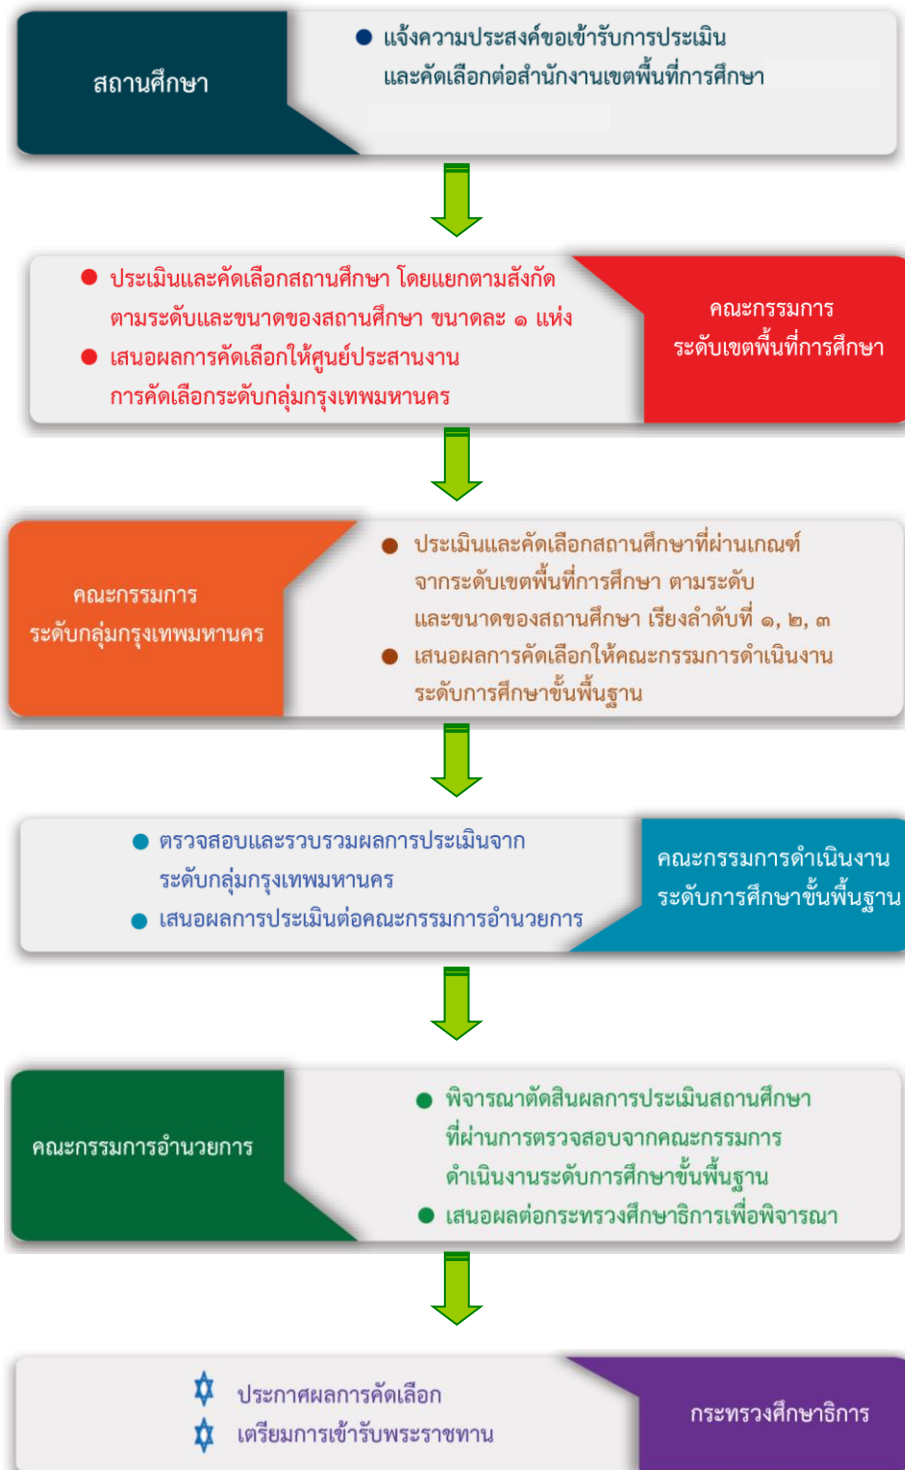 สถานศึกษา
แจ้งความประสงค์ขอเข้ารับการประเมิน
และคัดเลือกต่อสำนักงานเขตพื้นที่การศึกษา
ประเมินและคัดเลือกสถานศึกษา โดยแยกตามสังกัด
ตามระดับและขนาดของสถานศึกษา ขนาดละ ๑ แห่ง
เสนอผลการคัดเลือกให้ศูนย์ประสานงาน
การคัดเลือกระดับกลุ่มกรุงเทพมหานคร
คณะกรรมการ
ระดับเขตพื้นที่การศึกษา
คณะกรรมการ
ระดับกลุ่มกรุงเทพมหานคร
ประเมินและคัดเลือกสถานศึกษาที่ผ่านเกณฑ์
จากระดับเขตพื้นที่การศึกษา ตามระดับ
และขนาดของสถานศึกษา เรียงลำดับที่ ๑, ๒, ๓
เสนอผลการคัดเลือกให้คณะกรรมการดำเนินงาน
ระดับการศึกษาขั้นพื้นฐาน
ตรวจสอบและรวบรวมผลการประเมินจาก
ระดับกลุ่มกรุงเทพมหานคร
เสนอผลการประเมินต่อคณะกรรมการอำนวยการ
คณะกรรมการดำเนินงาน
ระดับการศึกษาขั้นพื้นฐาน
คณะกรรมการอำนวยการ
พิจารณาตัดสินผลการประเมินสถานศึกษา
ที่ผ่านการตรวจสอบจากคณะกรรมการ
ดำเนินงานระดับการศึกษาขั้นพื้นฐาน
เสนอผลต่อกระทรวงศึกษาธิการเพื่อพิจารณา
ประกาศผลการคัดเลือก
เตรียมการเข้ารับพระราชทาน
กระทรวงศึกษาธิการ